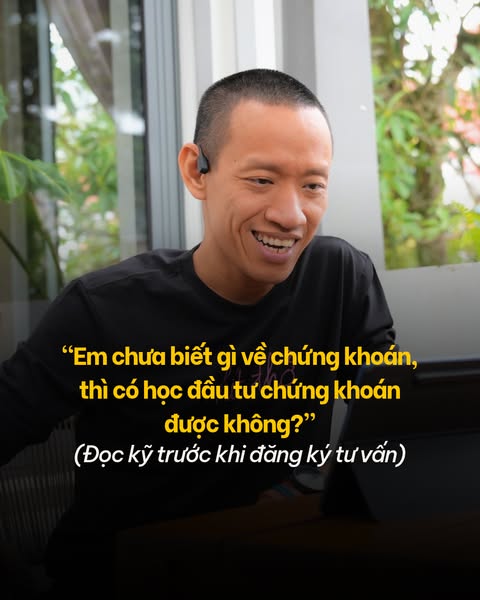 “Em chưa biết gì về chứng khoán,
thì có học đầu tư chứng khoán
được không?”
(Đọc kỹ trước khi đăng ký tư vấn)